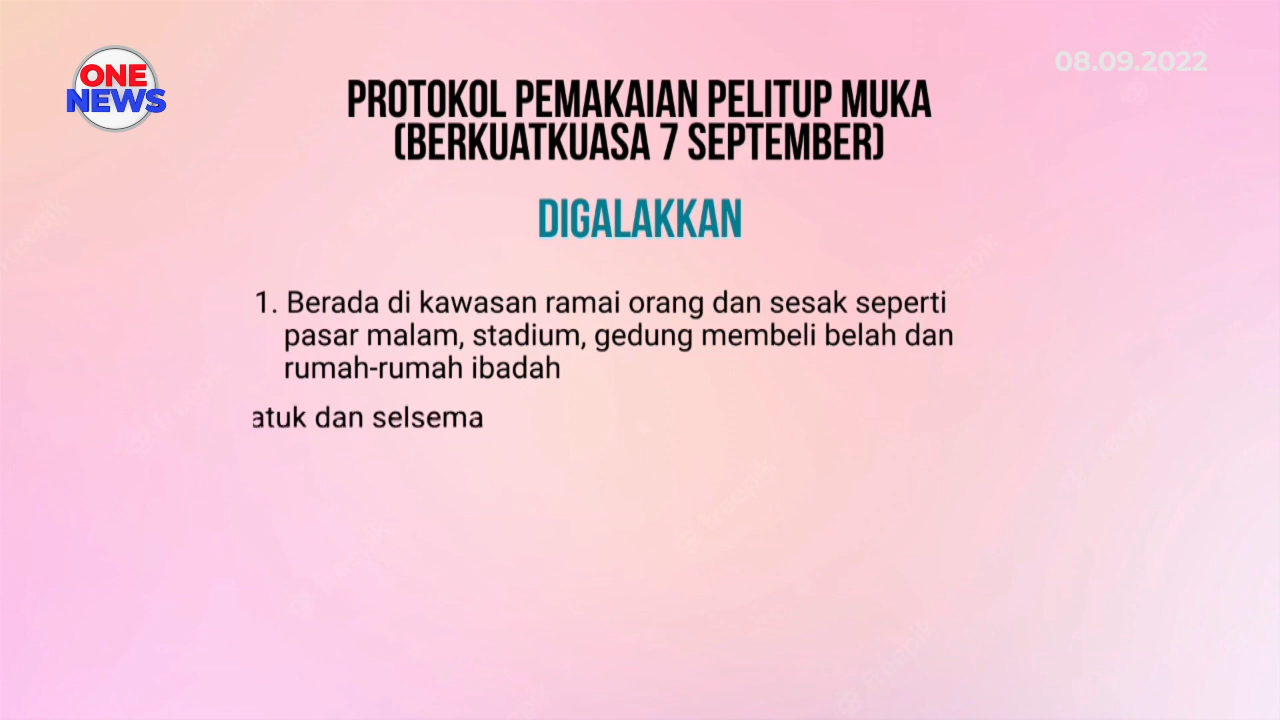 ONE
NEWS
08.09.2022
PROTOKOL PEMAKAIAN PELITUP MUKA
(BERKUATKUASA 7 SEPTEMBER)
DIGALAKKAN
1. Berada di kawasan ramai orang dan sesak seperti
pasar malam, stadium, gedung membeli belah dan
rumah-rumah ibadah
atuk dan selsema